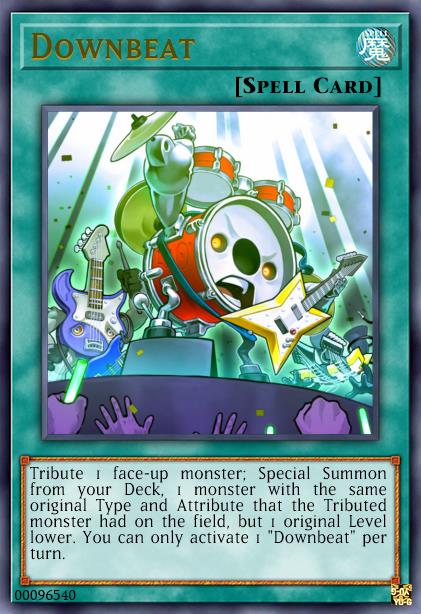 DOWNBEAT
SPELL
魔
[SPELL CARD]
Tribute 1 face-up monster; Special Summon
from your Deck, 1 monster with the same
original Type and Attribute that the Tributed
monster had on the field, but 1 original Level
lower. You can only activate 1 "Downbeat" per
turn.
00096540